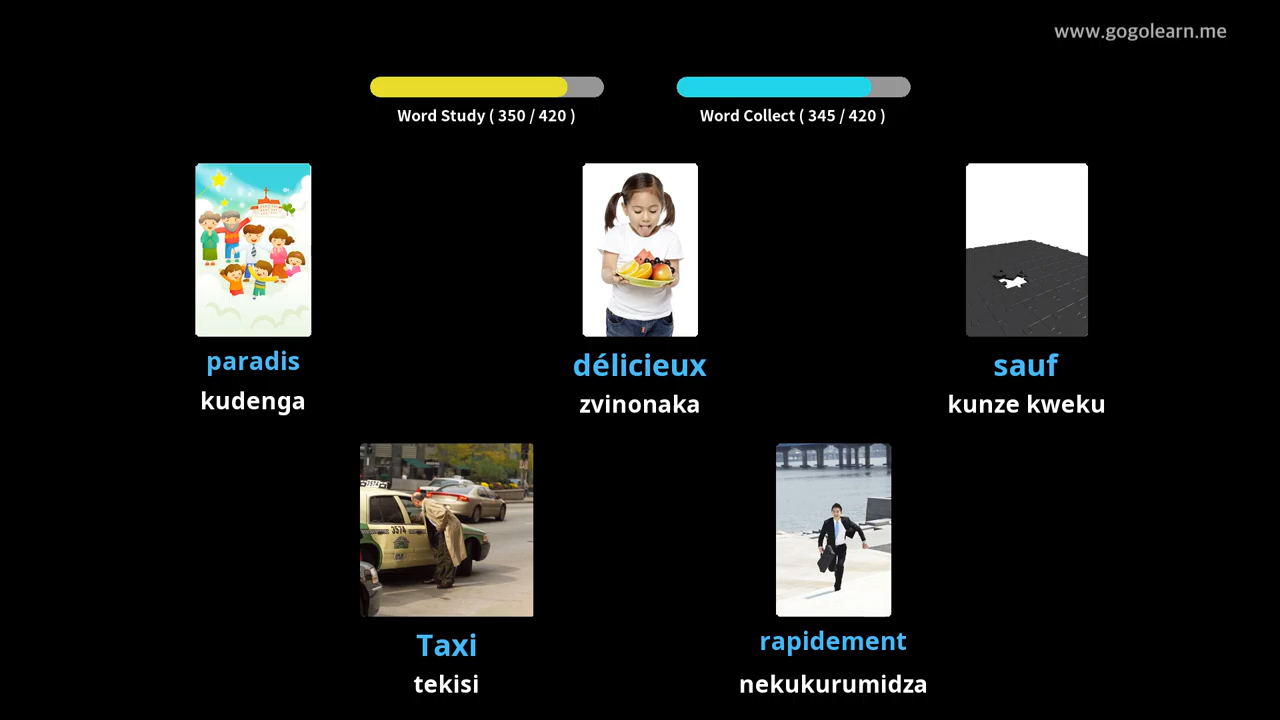 www.gogolearn.me
Word Study ( 350 / 420 )
Word Collect ( 345 / 420 )
paradis
kudenga
délicieux
zvinonaka
sauf
kunze kweku
3574
Taxi
tekisi
rapidement
nekukurumidza